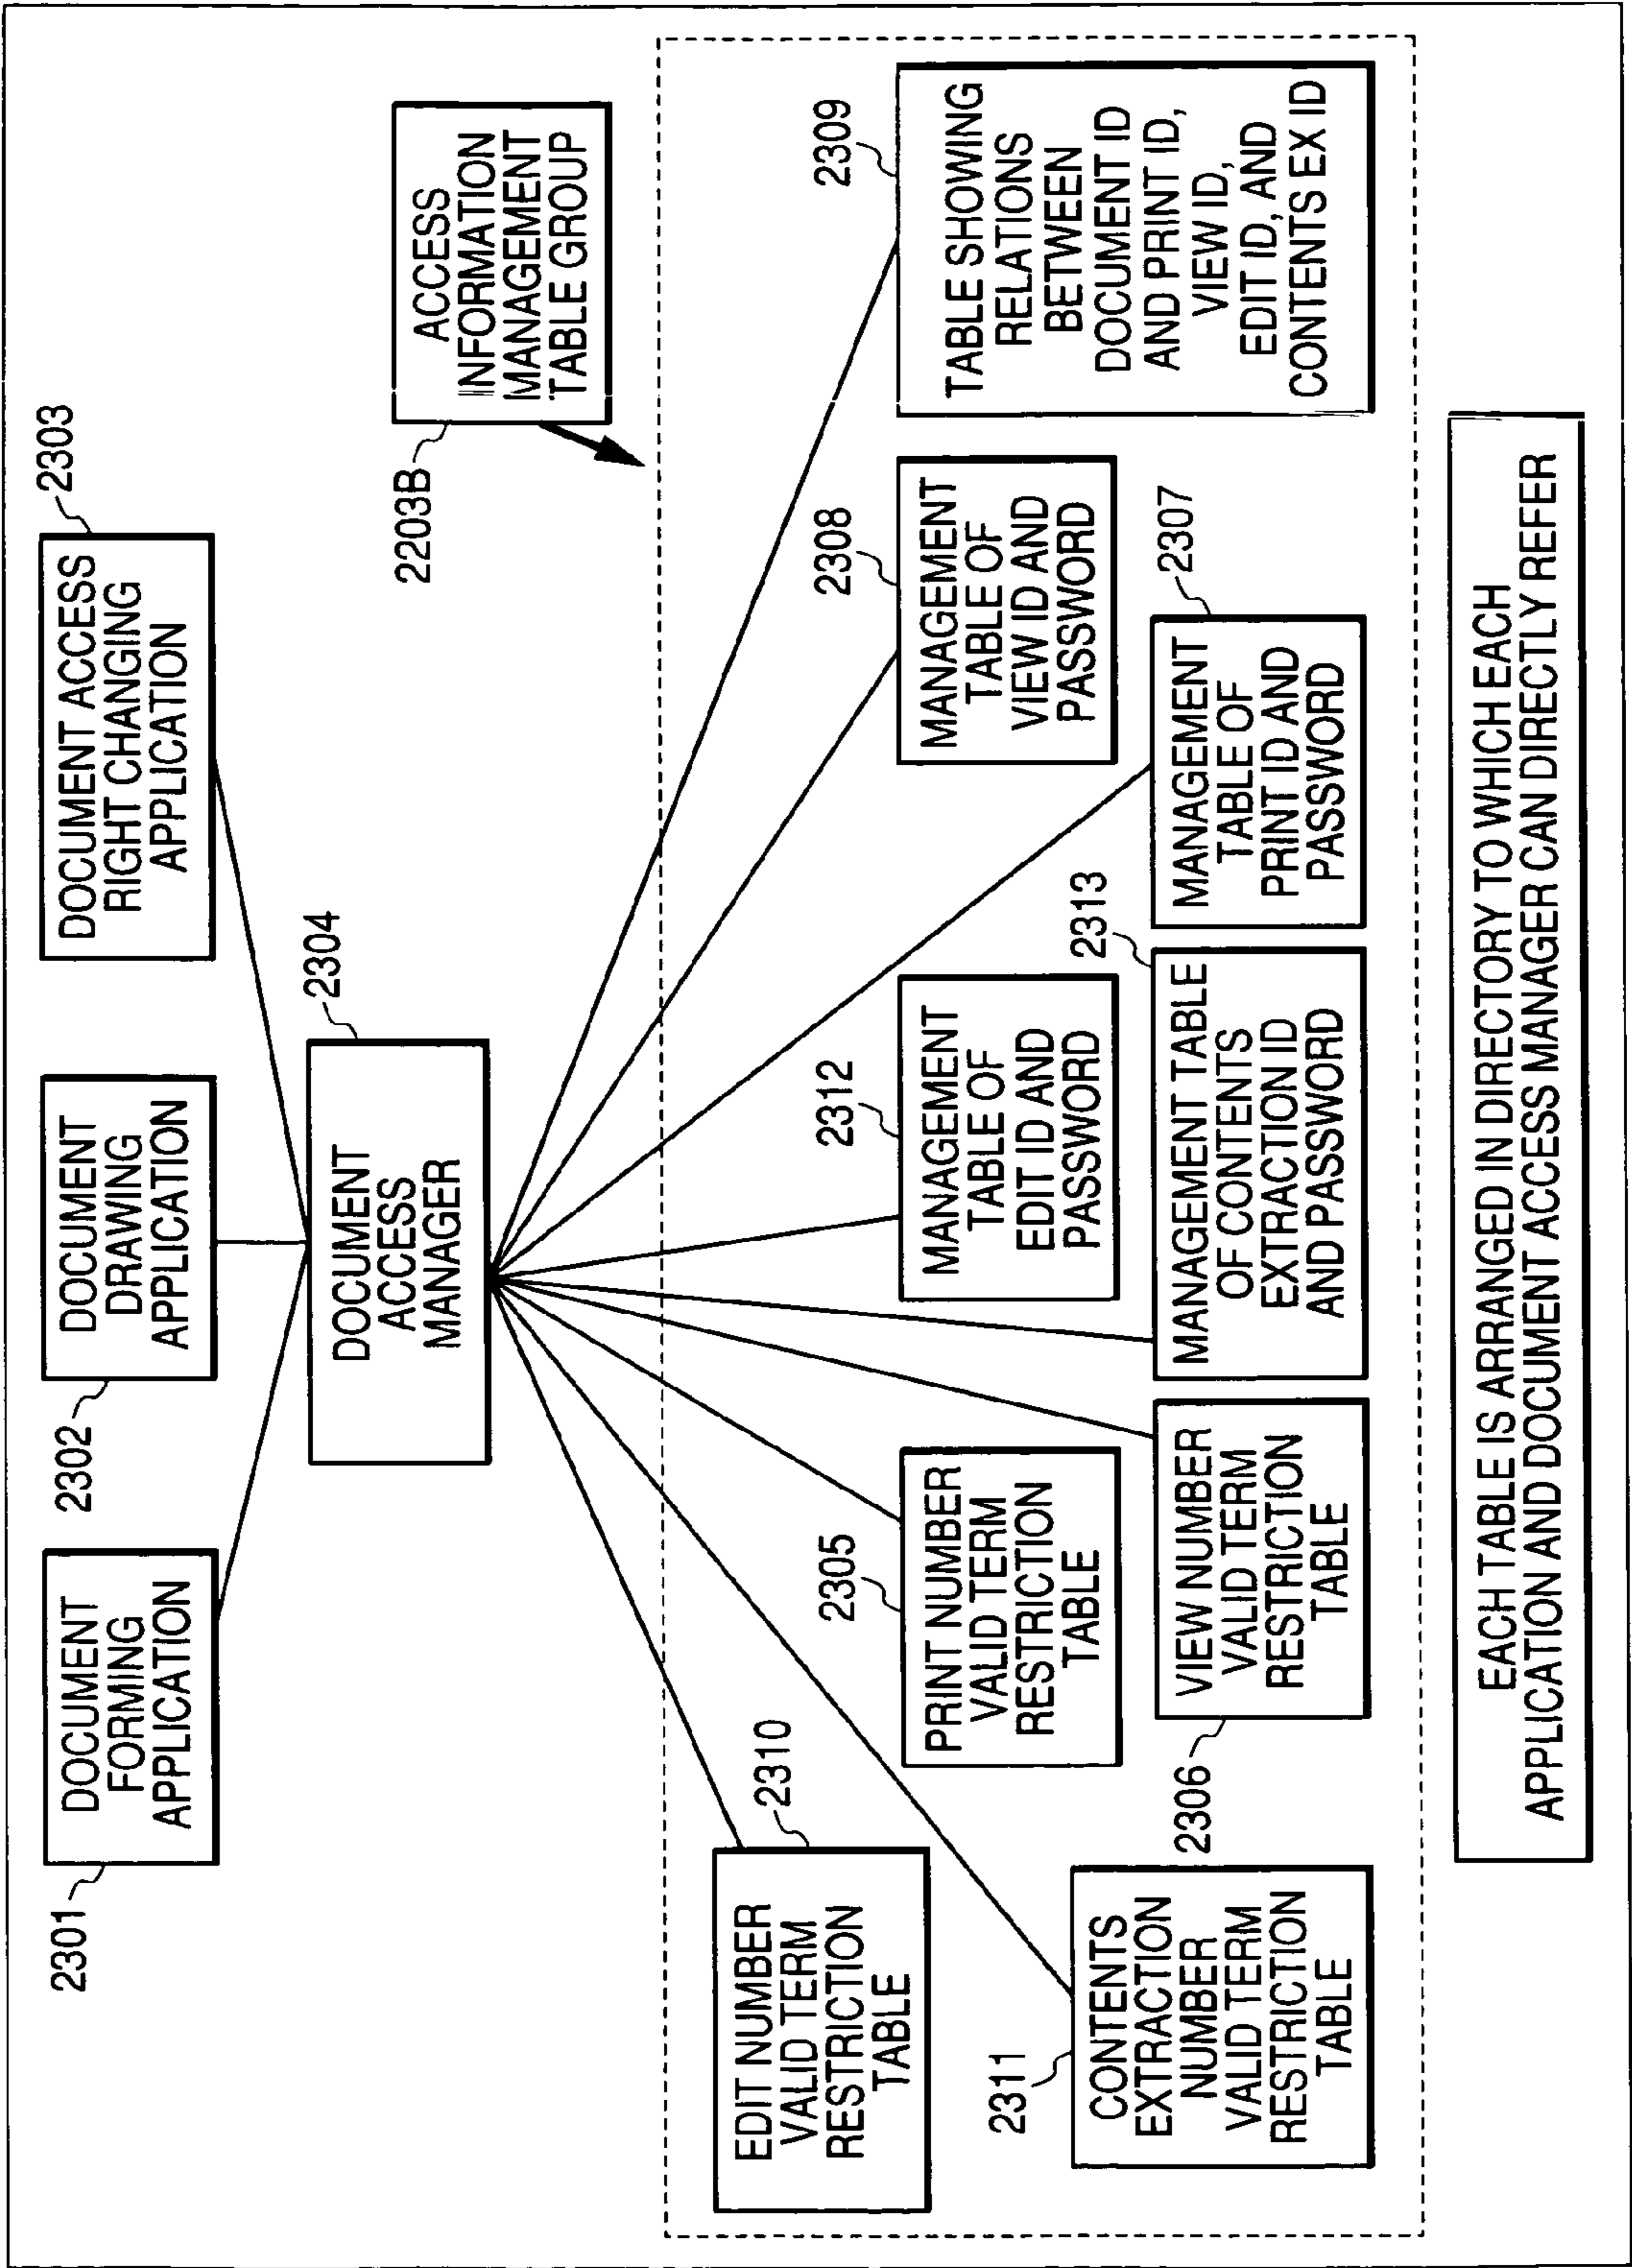 2301
DOCUMENT
FORMING
APPLICATION
2302
DOCUMENT
DRAWING
APPLICATION
2303
DOCUMENT ACCESS
RIGHT CHANGING
APPLICATION
2304
DOCUMENT
ACCESS
MANAGER
2203B
ACCESS
INFORMATION
MANAGEMENT
TABLE GROUP
2310
EDIT NUMBER
VALID TERM
RESTRICTION
TABLE
2311
CONTENTS
EXTRACTION
NUMBER
VALID TERM
RESTRICTION
TABLE
2305
PRINT NUMBER
VALID TERM
RESTRICTION
TABLE
2306
VIEW NUMBER
VALID TERM
RESTRICTION
TABLE
2312
MANAGEMENT
TABLE OF
EDIT ID AND
PASSWORD
2313
MANAGEMENT TABLE
OF CONTENTS
EXTRACTION ID
AND PASSWORD
2308
MANAGEMENT
TABLE OF
VIEW ID AND
PASSWORD
2307
MANAGEMENT
TABLE OF
PRINT ID AND
PASSWORD
2309
TABLE SHOWING
RELATIONS
BETWEEN
DOCUMENT ID
AND PRINT ID,
VIEW ID,
EDIT ID, AND
CONTENTS EX ID
EACH TABLE IS ARRANGED IN DIRECTORY TO WHICH EACH
APPLICATION AND DOCUMENT ACCESS MANAGER CAN DIRECTLY REFER